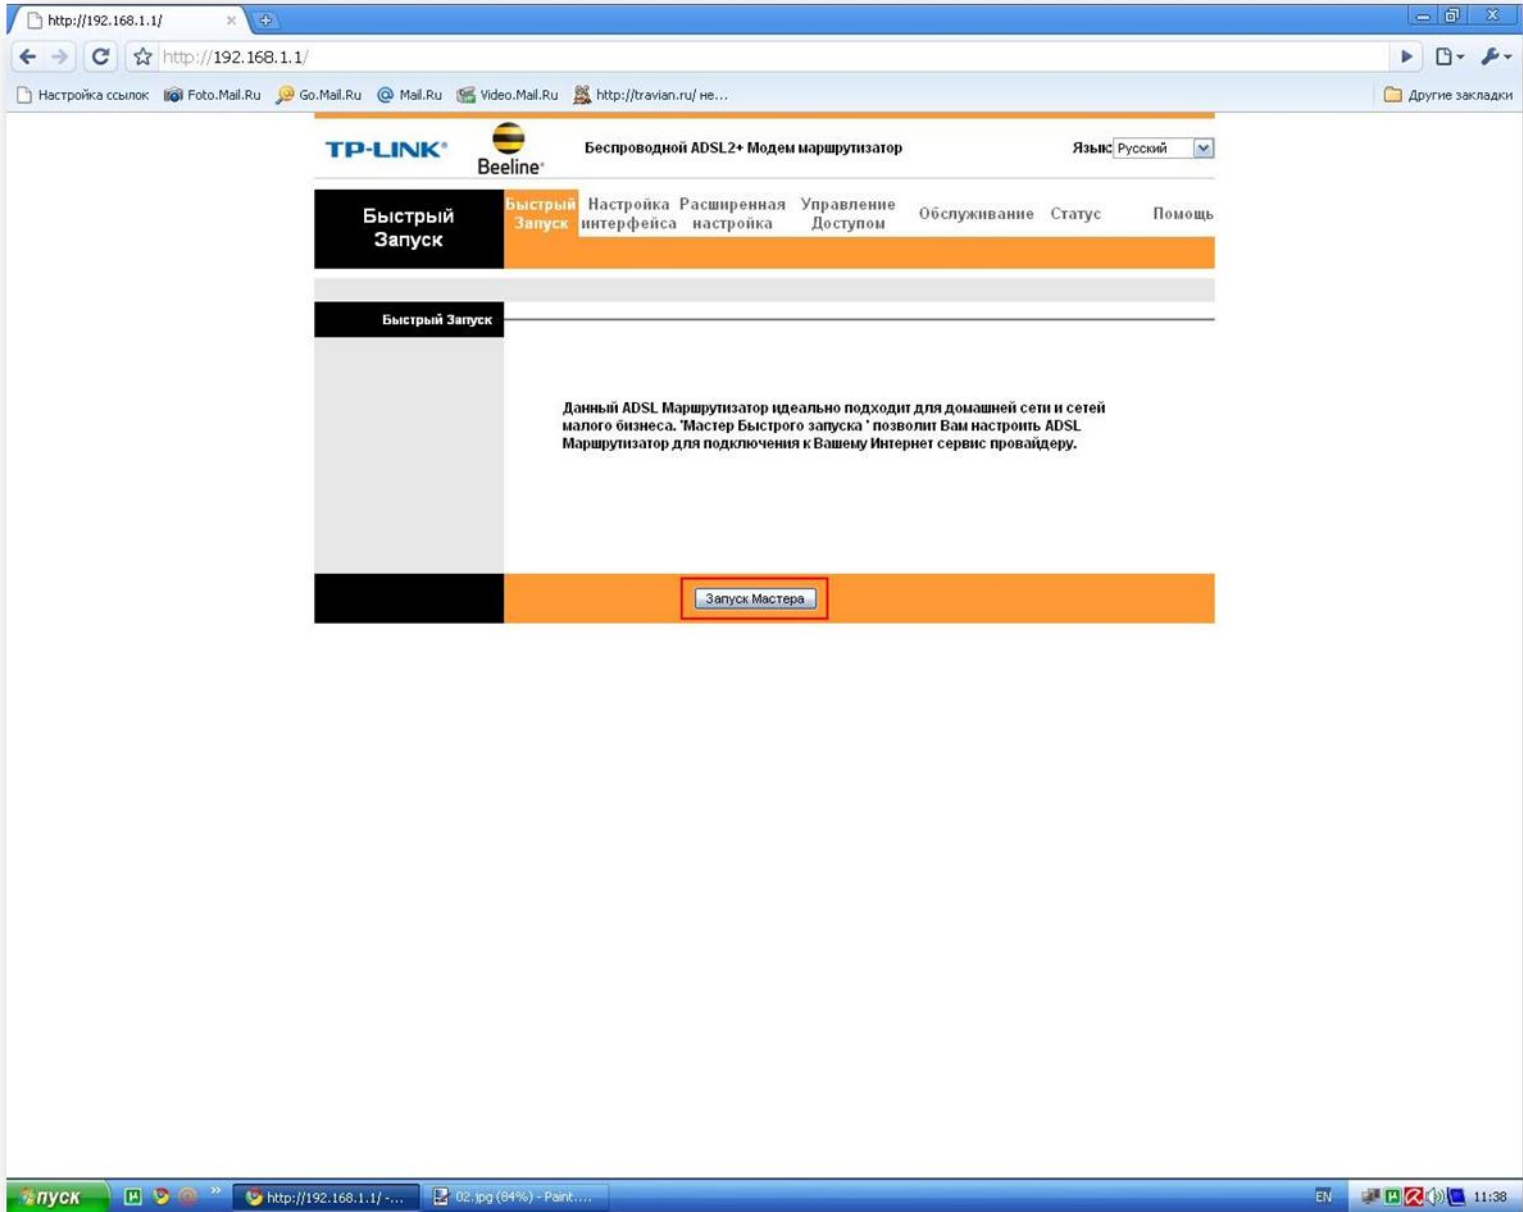 http://192.168.1.1/
http://192.168.1.1/
Настройка ссылок Foto.Mail.Ru Go.Mail.Ru Mail.Ru Video.Mail.Ru http://travian.ru/ не... Другие закладки
TP-LINK® Beeline® Беспроводной ADSL2+ Модем маршрутизатор Язык: Русский
Быстрый Запуск
Быстрый Запуск Настройка интерфейса Расширенная настройка Управление Доступом Обслуживание Статус Помощь
Быстрый Запуск
Данный ADSL Маршрутизатор идеально подходит для домашней сети и сетей
малого бизнеса. 'Мастер Быстрого запуска ' позволит Вам настроить ADSL
Маршрутизатор для подключения к Вашему Интернет сервис провайдеру.
Запуск Мастера
пуск » http://192.168.1.1/ -... 02.jpg (84%) - Paint.... EN 11:38